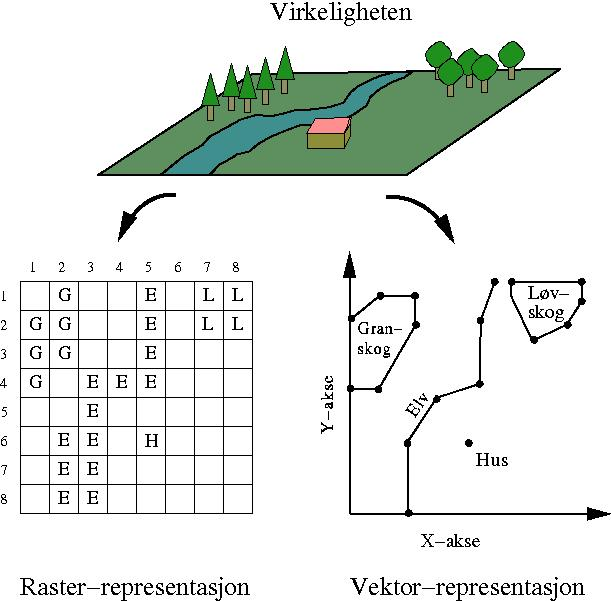 Virkeligheten
1 2 3 4 5 6 7 8
1 G E L L
2 G G E L L
3 G G E
4 G E E E
5 E
6 E E H
7 E E
8 E E
Y-akse
Gran-
skog
Løv-
skog
Elv
Hus
X-akse
Raster-representasjon
Vektor-representasjon